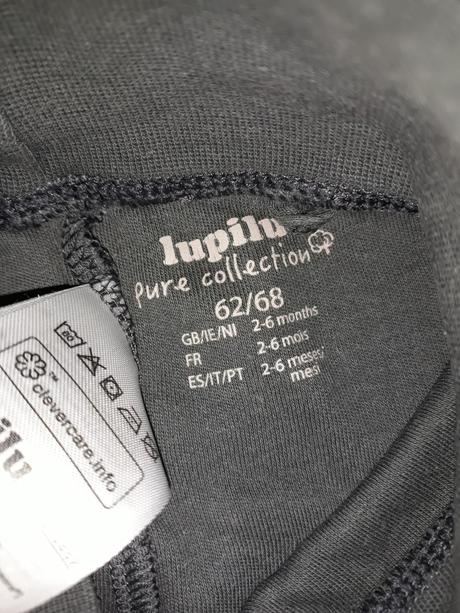 lupilu
pure collection
62/68
GB/IE/NI 2-6 months
FR 2-6 mois
ES/IT/PT 2-6 meses/
mesi
clevercare.info
TM